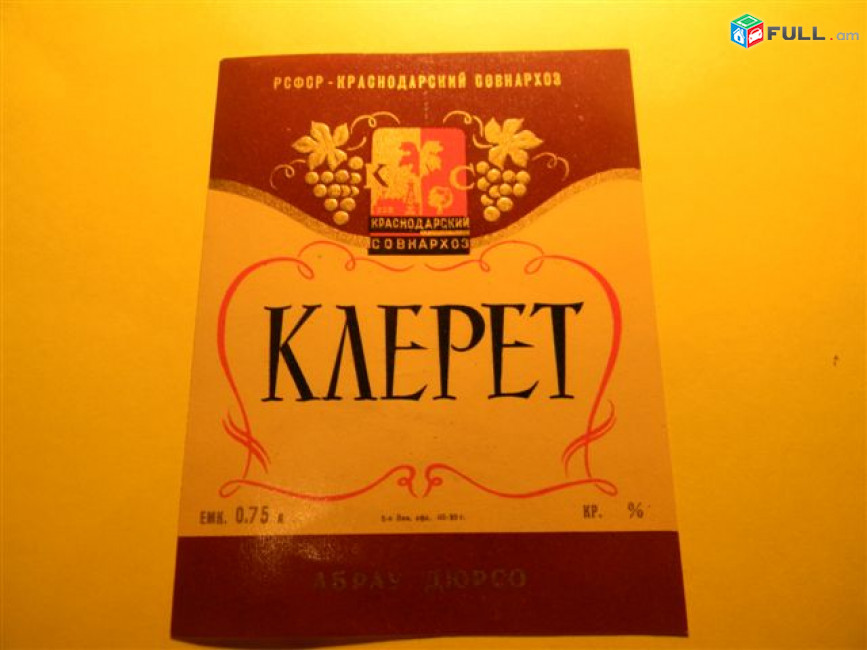 FULL.am
РСФСР - КРАСНОДАРСКИЙ СОВНАРХОЗ
К С
КРАСНОДАРСКИЙ
СОВНАРХОЗ
КЛЕРЕТ
ЕМК. 0.75 л
КР. %
АБРАУ ДЮРСО